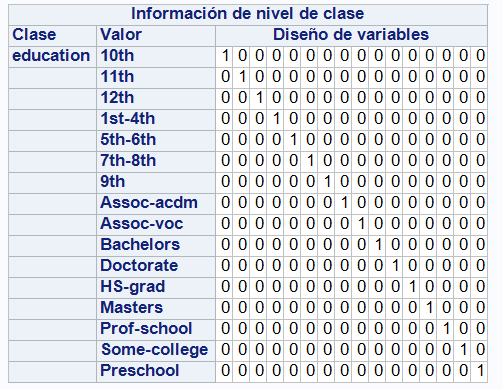 Información de nivel de clase
Clase Valor Diseño de variables
education 10th 1 0 0 0 0 0 0 0 0 0 0 0 0 0 0 0
11th 0 1 0 0 0 0 0 0 0 0 0 0 0 0 0 0
12th 0 0 1 0 0 0 0 0 0 0 0 0 0 0 0 0
1st-4th 0 0 0 1 0 0 0 0 0 0 0 0 0 0 0 0
5th-6th 0 0 0 0 1 0 0 0 0 0 0 0 0 0 0 0
7th-8th 0 0 0 0 0 1 0 0 0 0 0 0 0 0 0 0
9th 0 0 0 0 0 0 1 0 0 0 0 0 0 0 0 0
Assoc-acdm 0 0 0 0 0 0 0 1 0 0 0 0 0 0 0 0
Assoc-voc 0 0 0 0 0 0 0 0 1 0 0 0 0 0 0 0
Bachelors 0 0 0 0 0 0 0 0 0 1 0 0 0 0 0 0
Doctorate 0 0 0 0 0 0 0 0 0 0 1 0 0 0 0 0
HS-grad 0 0 0 0 0 0 0 0 0 0 0 1 0 0 0 0
Masters 0 0 0 0 0 0 0 0 0 0 0 0 1 0 0 0
Prof-school 0 0 0 0 0 0 0 0 0 0 0 0 0 1 0 0
Some-college 0 0 0 0 0 0 0 0 0 0 0 0 0 0 1 0
Preschool 0 0 0 0 0 0 0 0 0 0 0 0 0 0 0 1